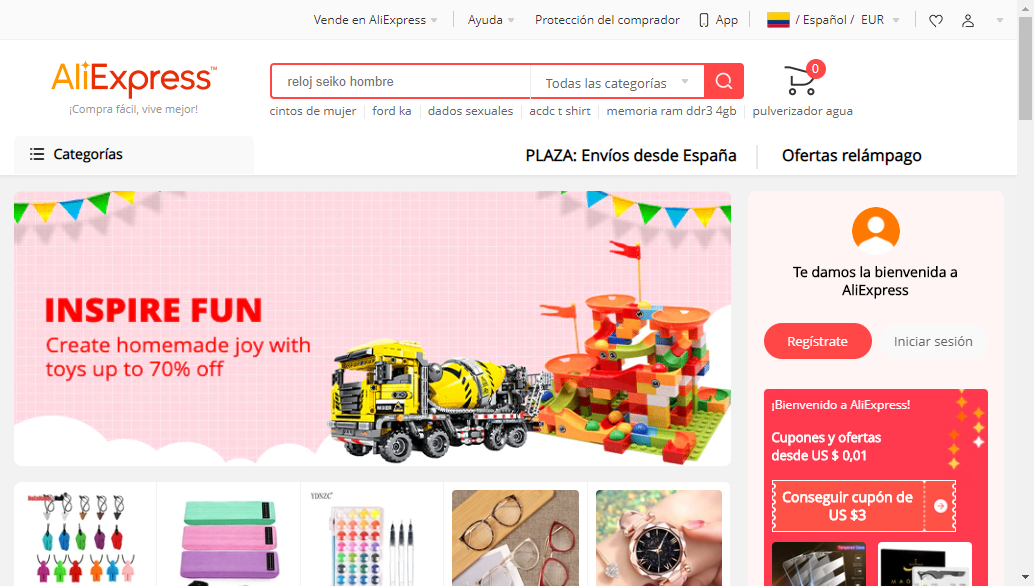 Vende en AliExpress
Ayuda
Protección del comprador
App
/ Español / EUR
AliExpress™
¡Compra fácil, vive mejor!
reloj seiko hombre
Todas las categorías
0
cintos de mujer
ford ka
dados sexuales
acdc t shirt
memoria ram ddr3 4gb
pulverizador agua
Categorías
PLAZA: Envíos desde España
Ofertas relámpago
INSPIRE FUN
Create homemade joy with
toys up to 70% off
Te damos la bienvenida a
AliExpress
Regístrate
Iniciar sesión
¡Bienvenido a AliExpress!
Cupones y ofertas
desde US $ 0,01
Conseguir cupón de
US $3
YDNZC